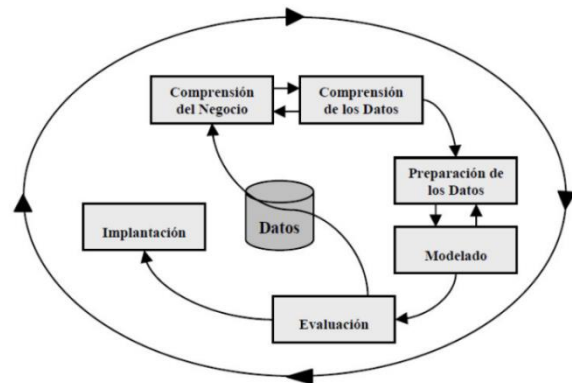 Comprensión
del Negocio
Comprensión
de los Datos
Preparación de
los Datos
Datos
Implantación
Modelado
Evaluación